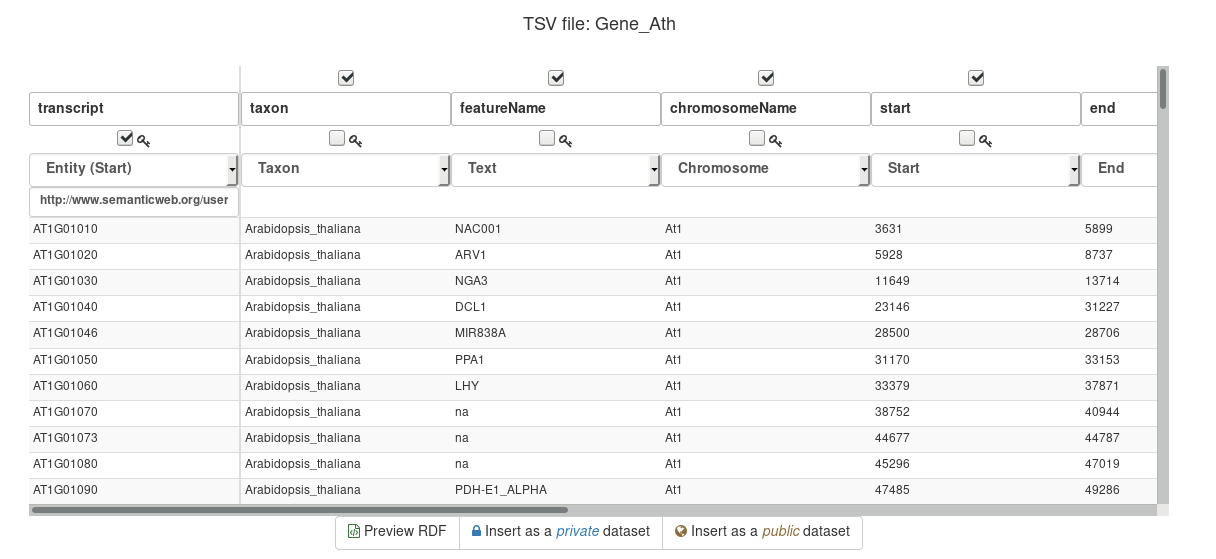 TSV file: Gene_Ath
transcript taxon featureName chromosomeName start end
Entity (Start) Taxon Text Chromosome Start End
http://www.semanticweb.org/user
AT1G01010 Arabidopsis_thaliana NAC001 At1 3631 5899
AT1G01020 Arabidopsis_thaliana ARV1 At1 5928 8737
AT1G01030 Arabidopsis_thaliana NGA3 At1 11649 13714
AT1G01040 Arabidopsis_thaliana DCL1 At1 23146 31227
AT1G01046 Arabidopsis_thaliana MIR838A At1 28500 28706
AT1G01050 Arabidopsis_thaliana PPA1 At1 31170 33153
AT1G01060 Arabidopsis_thaliana LHY At1 33379 37871
AT1G01070 Arabidopsis_thaliana na At1 38752 40944
AT1G01073 Arabidopsis_thaliana na At1 44677 44787
AT1G01080 Arabidopsis_thaliana na At1 45296 47019
AT1G01090 Arabidopsis_thaliana PDH-E1_ALPHA At1 47485 49286
Preview RDF Insert as a private dataset Insert as a public dataset